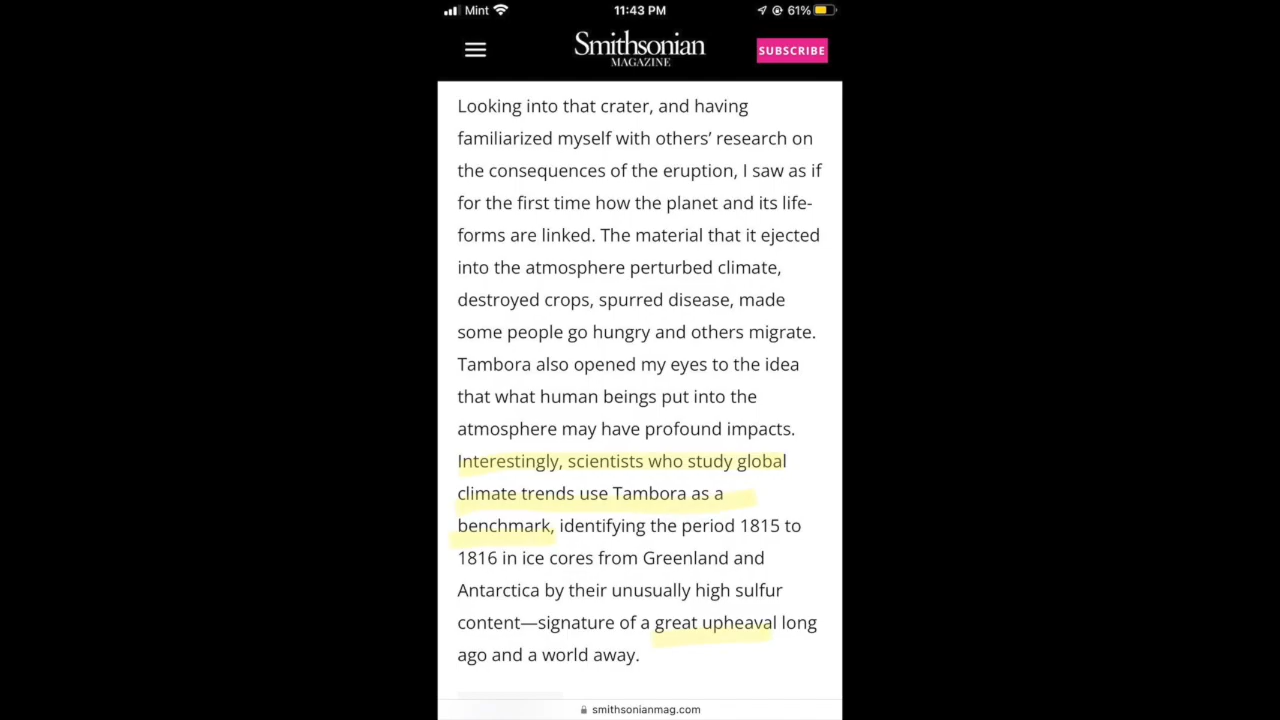 Mint 11:43 PM 61%
Smithsonian
MAGAZINE
SUBSCRIBE
Looking into that crater, and having
familiarized myself with others’ research on
the consequences of the eruption, I saw as if
for the first time how the planet and its life-
forms are linked. The material that it ejected
into the atmosphere perturbed climate,
destroyed crops, spurred disease, made
some people go hungry and others migrate.
Tambora also opened my eyes to the idea
that what human beings put into the
atmosphere may have profound impacts.
Interestingly, scientists who study global
climate trends use Tambora as a
benchmark, identifying the period 1815 to
1816 in ice cores from Greenland and
Antarctica by their unusually high sulfur
content—signature of a great upheaval long
ago and a world away.
smithsonianmag.com